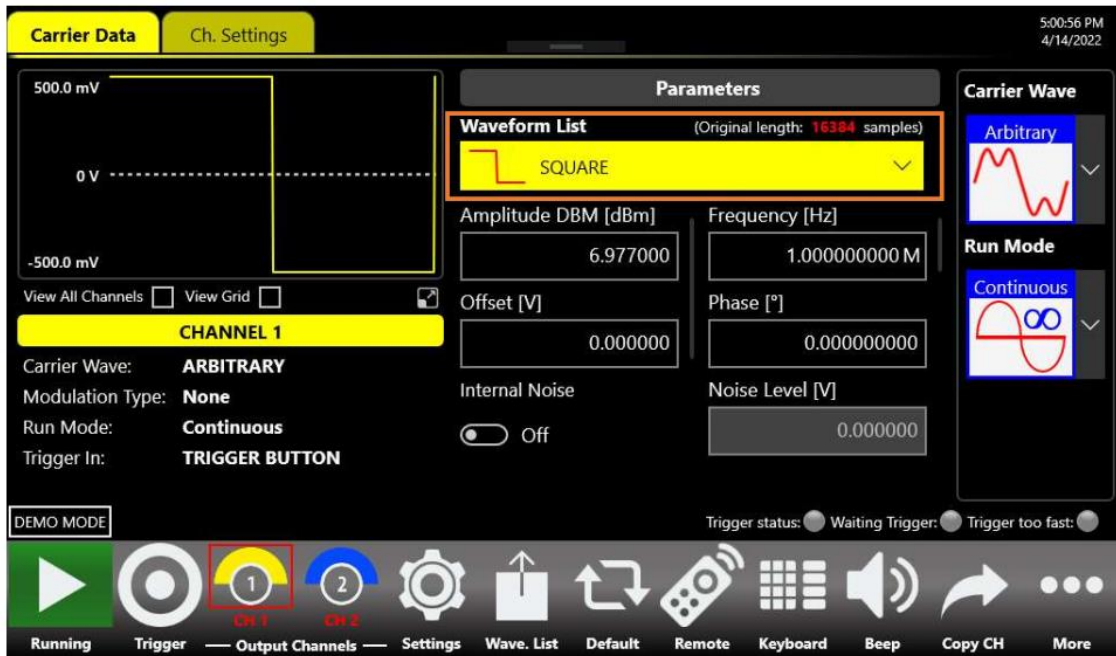 Carrier Data
Ch. Settings
5:00:56 PM
4/14/2022
500.0 mV
0 V
-500.0 mV
View All Channels
View Grid
CHANNEL 1
Carrier Wave: ARBITRARY
Modulation Type: None
Run Mode: Continuous
Trigger In: TRIGGER BUTTON
Parameters
Waveform List (Original length: 16384 samples)
SQUARE
Amplitude DBM [dBm]
6.977000
Frequency [Hz]
1.000000000 M
Offset [V]
0.000000
Phase [°]
0.000000000
Internal Noise
Off
Noise Level [V]
0.000000
Carrier Wave
Arbitrary
Run Mode
Continuous
DEMO MODE
Trigger status: Waiting Trigger: Trigger too fast:
1
2
CH 1
CH 2
Running
Trigger
Output Channels
Settings
Wave. List
Default
Remote
Keyboard
Beep
Copy CH
More